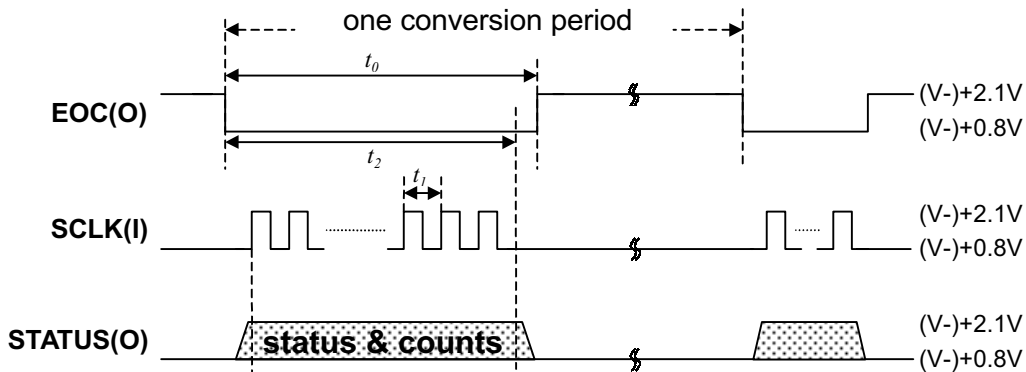 one conversion period
t0
EOC(O)
(V-)+2.1V
(V-)+0.8V
t2
t1
SCLK(I)
(V-)+2.1V
(V-)+0.8V
STATUS(O)
status & counts
(V-)+2.1V
(V-)+0.8V